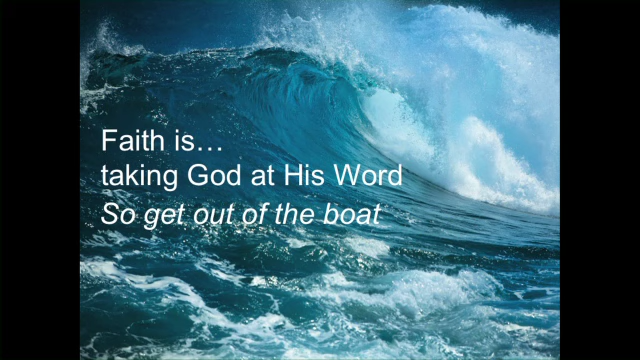 Faith is…
taking God at His Word
So get out of the boat